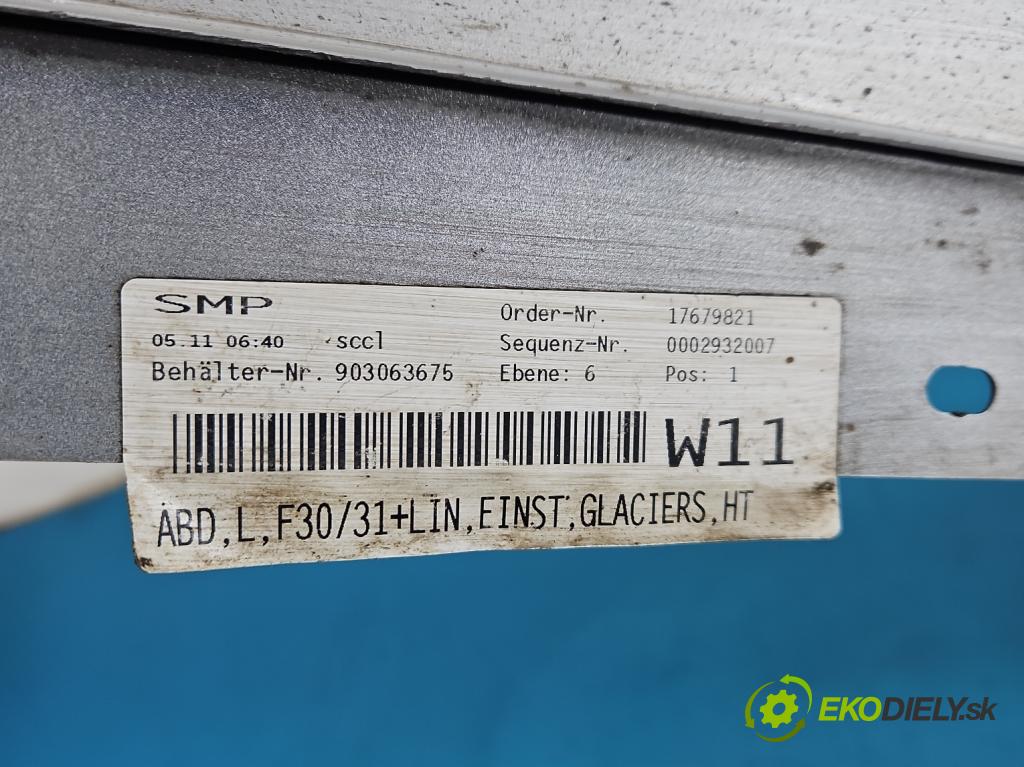 SMP
05.11 06:40 sccl
Behälter-Nr. 903063675
Order-Nr. 17679821
Sequenz-Nr. 0002932007
Ebene: 6 Pos: 1
W11
ABD,L,F30/31+LIN,EINST,GLACIERS,HT
EKODIELY.sk